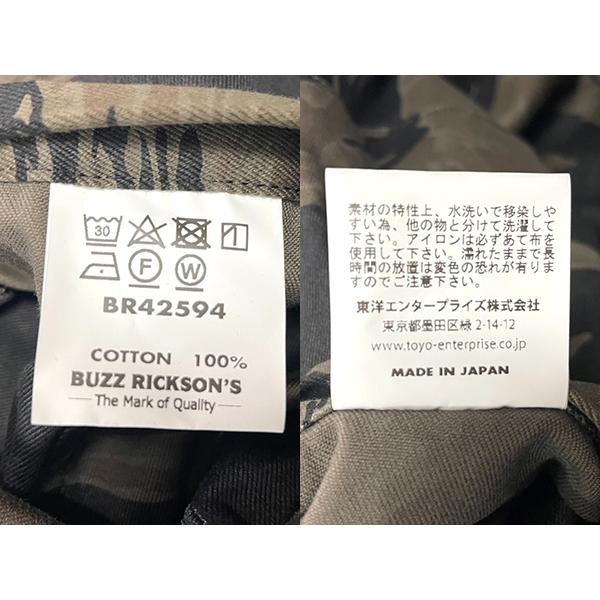 30
F
W
BR42594
COTTON 100%
BUZZ RICKSON'S
The Mark of Quality
素材の特性上、水洗いで移染しや
すい為、他の物と分けて洗濯して
下さい。アイロンは必ずあて布を
使用して下さい。濡れたままで長
時間の放置は変色の恐れが有りま
すのでご注意下さい。
東洋エンタープライズ株式会社
東京都墨田区緑 2-14-12
www.toyo-enterprise.co.jp
MADE IN JAPAN